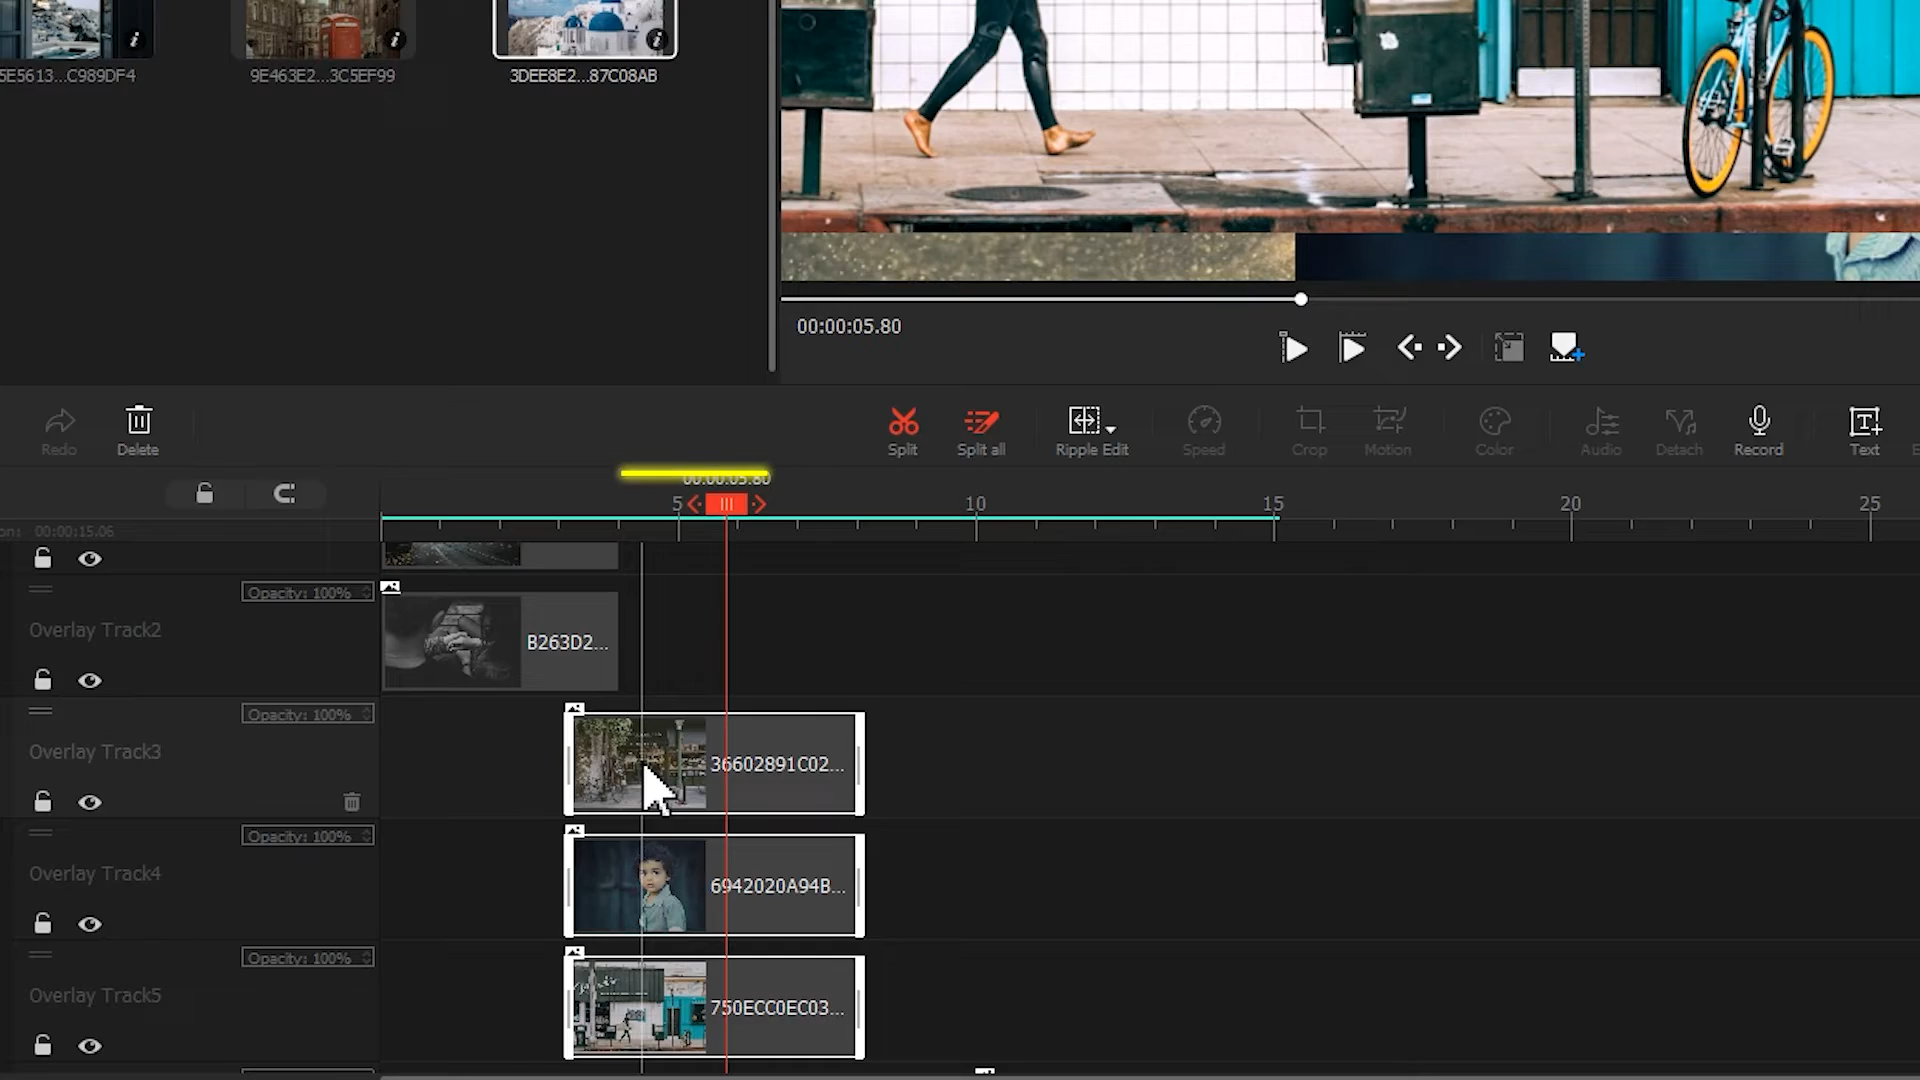 5E5613...C989DF4
9E463E2...3C5EF99
3DEE8E2...87C08AB
00:00:05.80
Redo
Delete
Split
Split all
Ripple Edit
Speed
Crop
Motion
Color
Audio
Detach
Record
Text
00:00:05.80
5
10
15
20
25
on: 00:00:15.06
Opacity: 100%
Overlay Track2
B263D2...
Opacity: 100%
Overlay Track3
36602891C02...
Opacity: 100%
Overlay Track4
6942020A94B...
Opacity: 100%
Overlay Track5
750ECC0EC03...